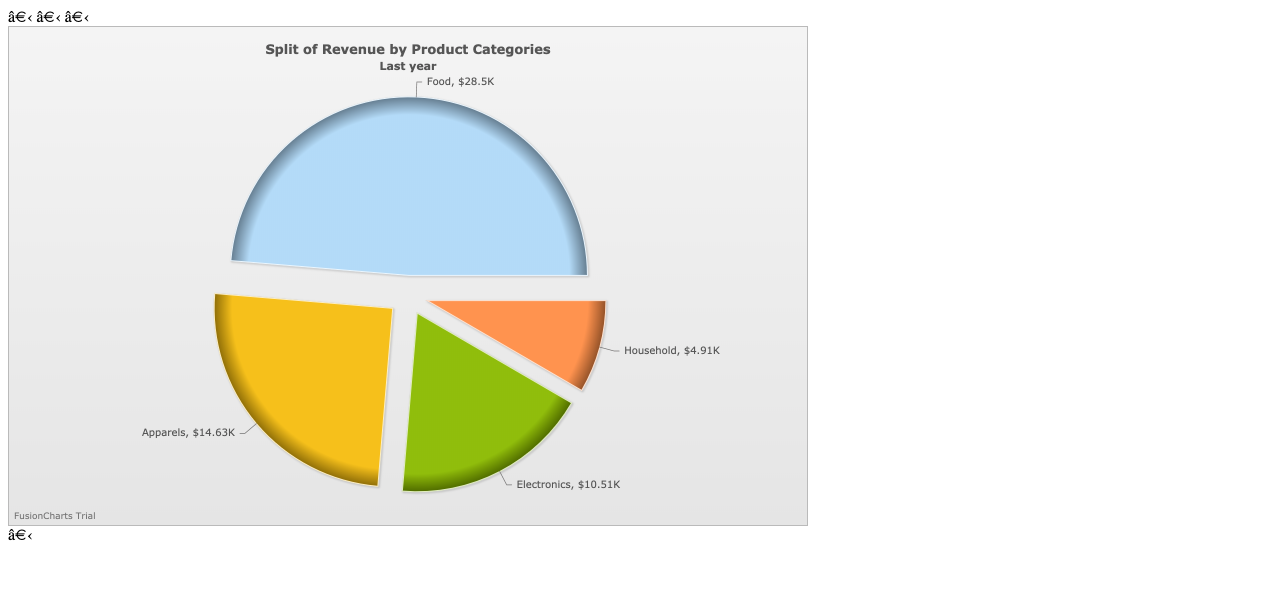 â€‹ â€‹ â€‹
Split of Revenue by Product Categories
Last year
Food, $28.5K
Household, $4.91K
Apparels, $14.63K
Electronics, $10.51K
FusionCharts Trial
â€‹